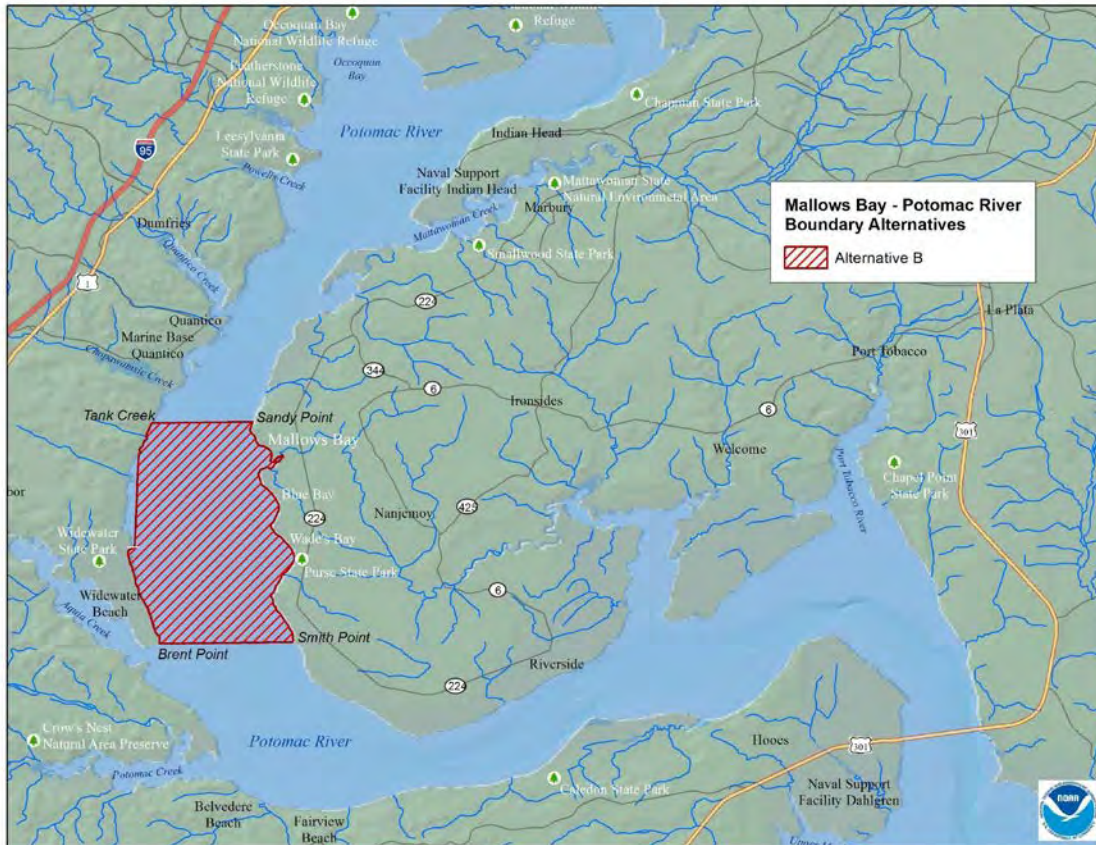 Occoquan Bay
National Wildlife Refuge
Refuge
Featherstone
National Wildlife
Refuge
Occoquan
Bay
Chapman State Park
Potomac River
Indian Head
Leesylvania
State Park
95
Powells Creek
Naval Support
Facility Indian Head
Mattawoman State
Natural Environmental Area
Marbury
Mallows Bay - Potomac River
Boundary Alternatives
Alternative B
Dumfries
Mattawoman Creek
Smallwood State Park
Quantico Creek
1
224
La Plata
Quantico
Marine Base
Quantico
Port Tobacco
Chopawamsic Creek
344
6
Ironsides
Tank Creek
Sandy Point
6
301
Mallows Bay
Welcome
Port Tobacco River
Chapel Point
State Park
Blue Bay
425
Nanjemoy
224
Widewater
State Park
Wade's Bay
Purse State Park
6
Widewater
Beach
Aquia Creek
Smith Point
Brent Point
Riverside
224
Crow's Nest
Natural Area Preserve
Potomac River
Hooes
301
Potomac Creek
Caledon State Park
Naval Support
Facility Dahlgren
Belvedere
Beach
Fairview
Beach
NOAA